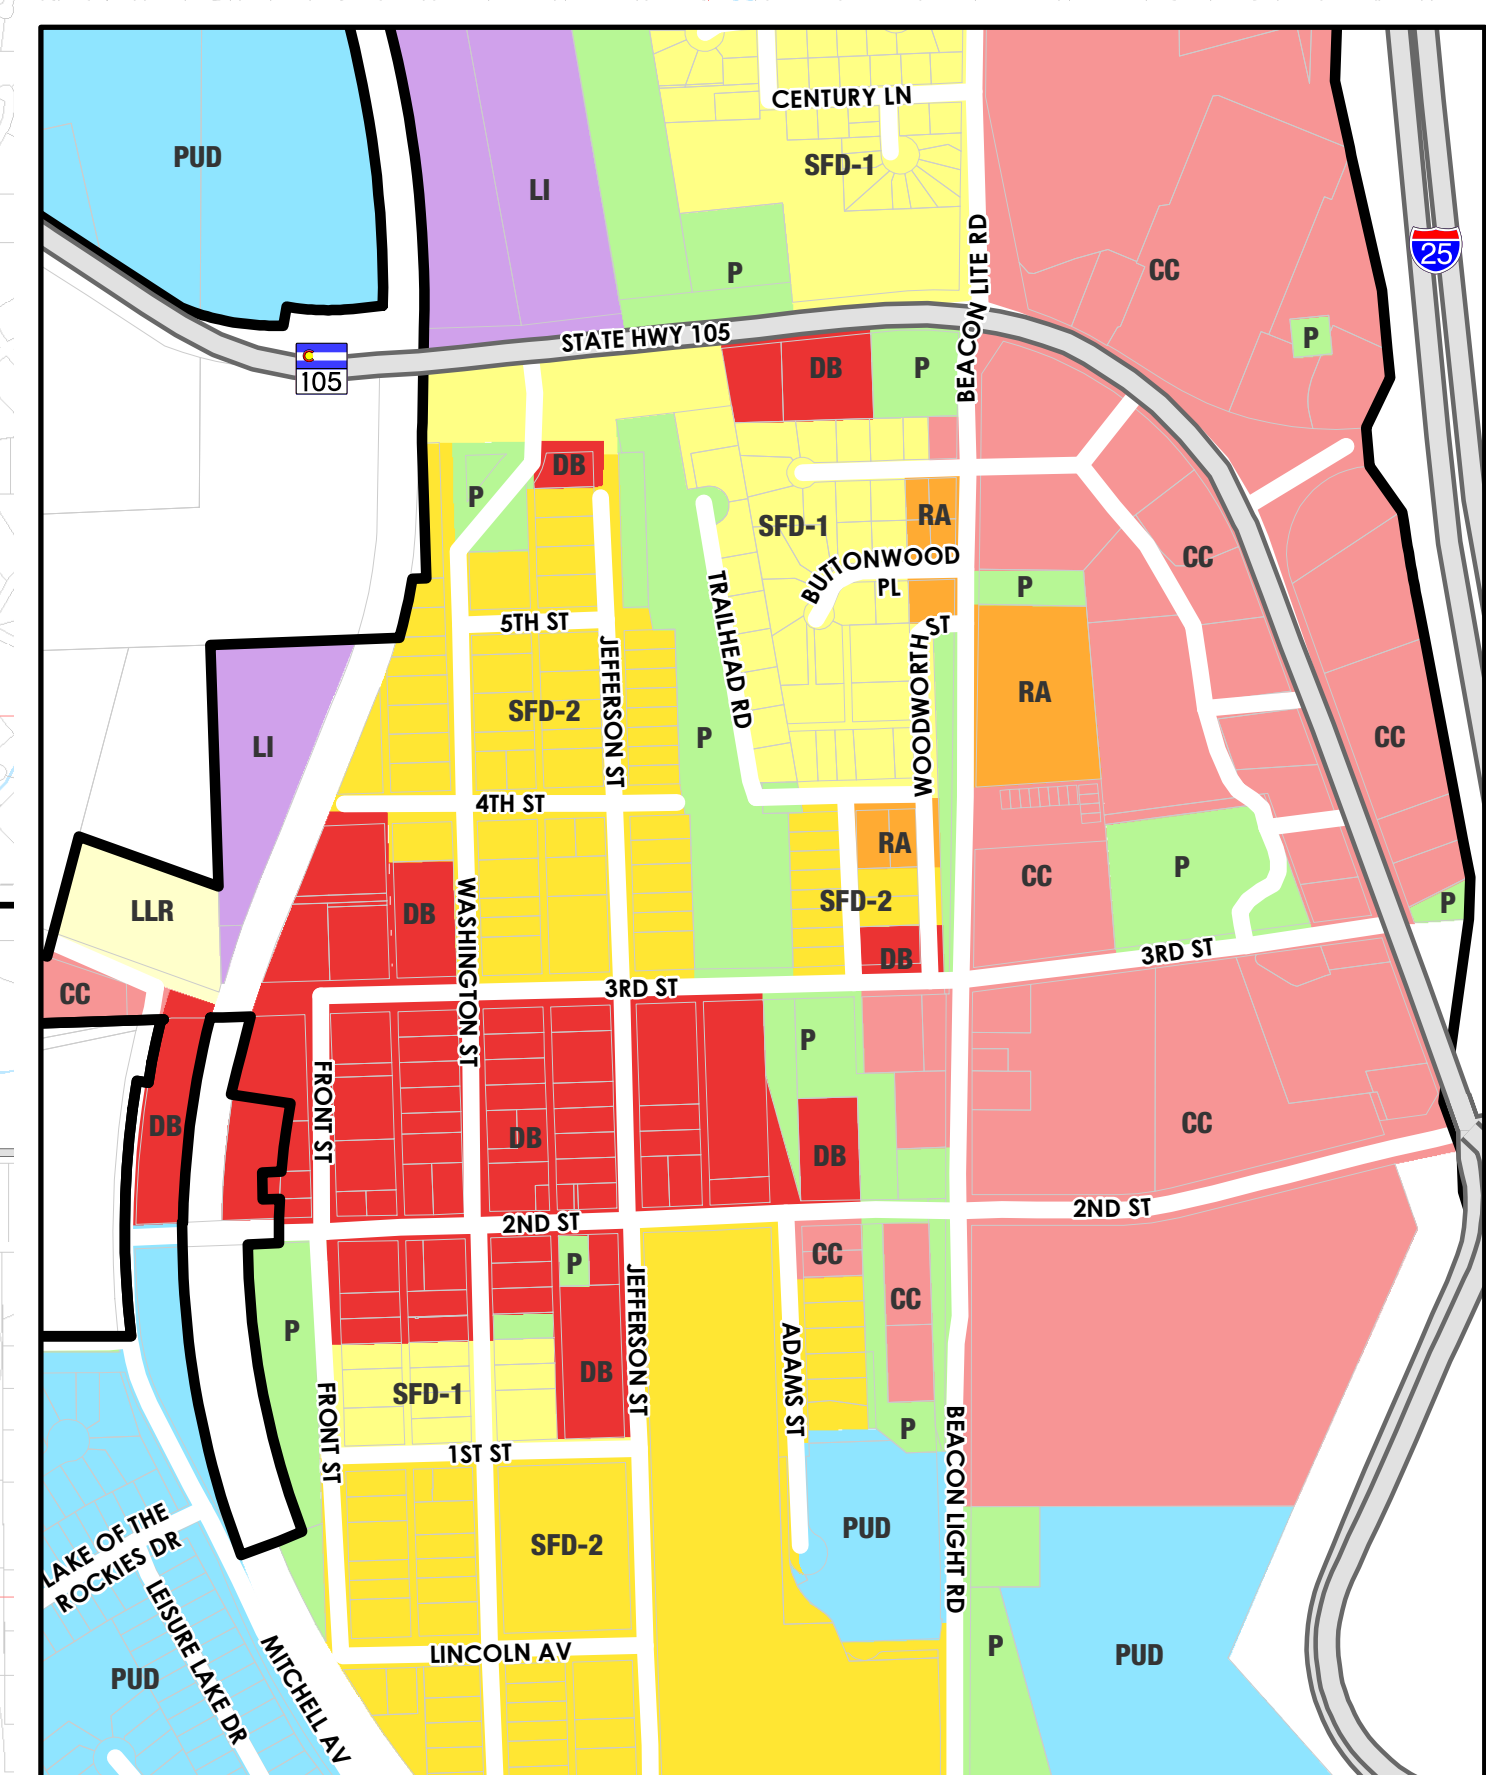 CENTURY LN
PUD
SFD-1
LI
BEACON LITE RD
25
P
CC
STATE HWY 105
P
105
DB
P
DB
P
SFD-1
RA
CC
BUTTONWOOD
PL
P
5TH ST
WOODWORTH
ST
TRAILHEAD RD
JEFFERSON ST
RA
SFD-2
P
CC
LI
4TH ST
RA
P
CC
SFD-2
P
LLR
DB
WASHINGTON ST
DB
3RD ST
3RD ST
CC
P
FRONT ST
DB
DB
DB
CC
2ND ST
2ND ST
P
CC
CC
P
JEFFERSON ST
ADAMS ST
DB
SFD-1
FRONT ST
P
1ST ST
BEACON LIGHT RD
PUD
SFD-2
LAKE OF THE
ROCKIES DR
LEISURE LAKE DR
MITCHELL AV
LINCOLN AV
P
PUD
PUD